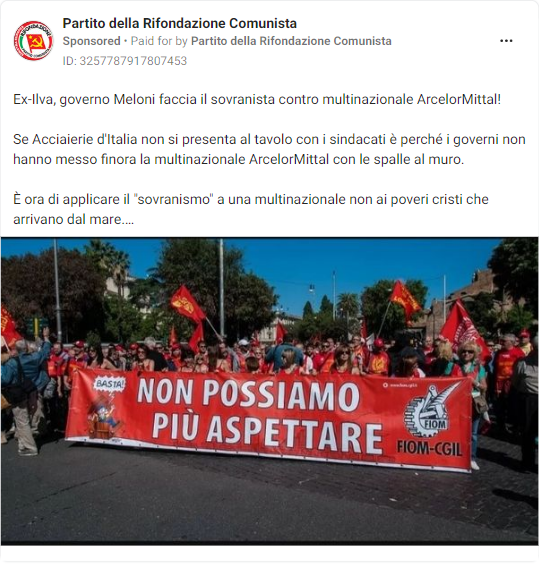 Partito della Rifondazione Comunista
Sponsored • Paid for by Partito della Rifondazione Comunista
ID: 3257787917807453
Ex-Ilva, governo Meloni faccia il sovranista contro multinazionale ArcelorMittal!
Se Acciaierie d'Italia non si presenta al tavolo con i sindacati è perché i governi non
hanno messo finora la multinazionale ArcelorMittal con le spalle al muro.
È ora di applicare il "sovranismo" a una multinazionale non ai poveri cristi che
arrivano dal mare....
BASTA!
NON POSSIAMO
PIÙ ASPETTARE
FIOM
FIOM-CGIL